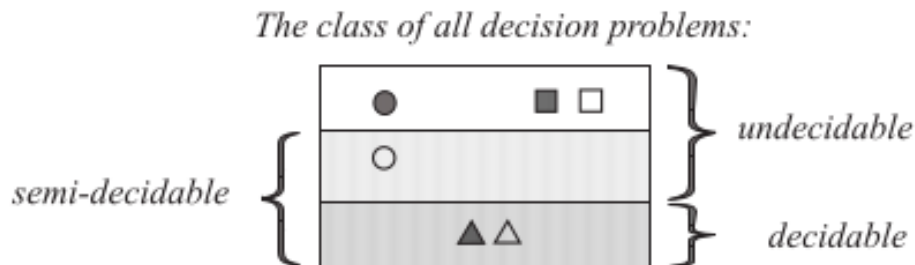 The class of all decision problems:
undecidable
semi-decidable
decidable